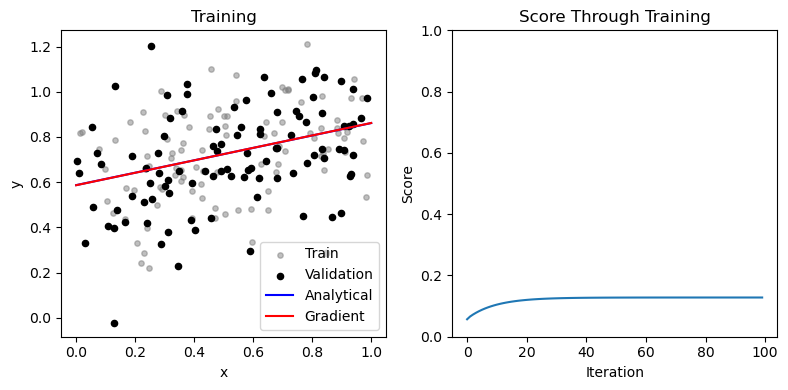 Training
1.2
1.0
0.8
0.6
0.4
0.2
0.0
y
0.0 0.2 0.4 0.6 0.8 1.0
x
Train
Validation
Analytical
Gradient
Score Through Training
1.0
0.8
0.6
0.4
0.2
0.0
Score
0 20 40 60 80 100
Iteration